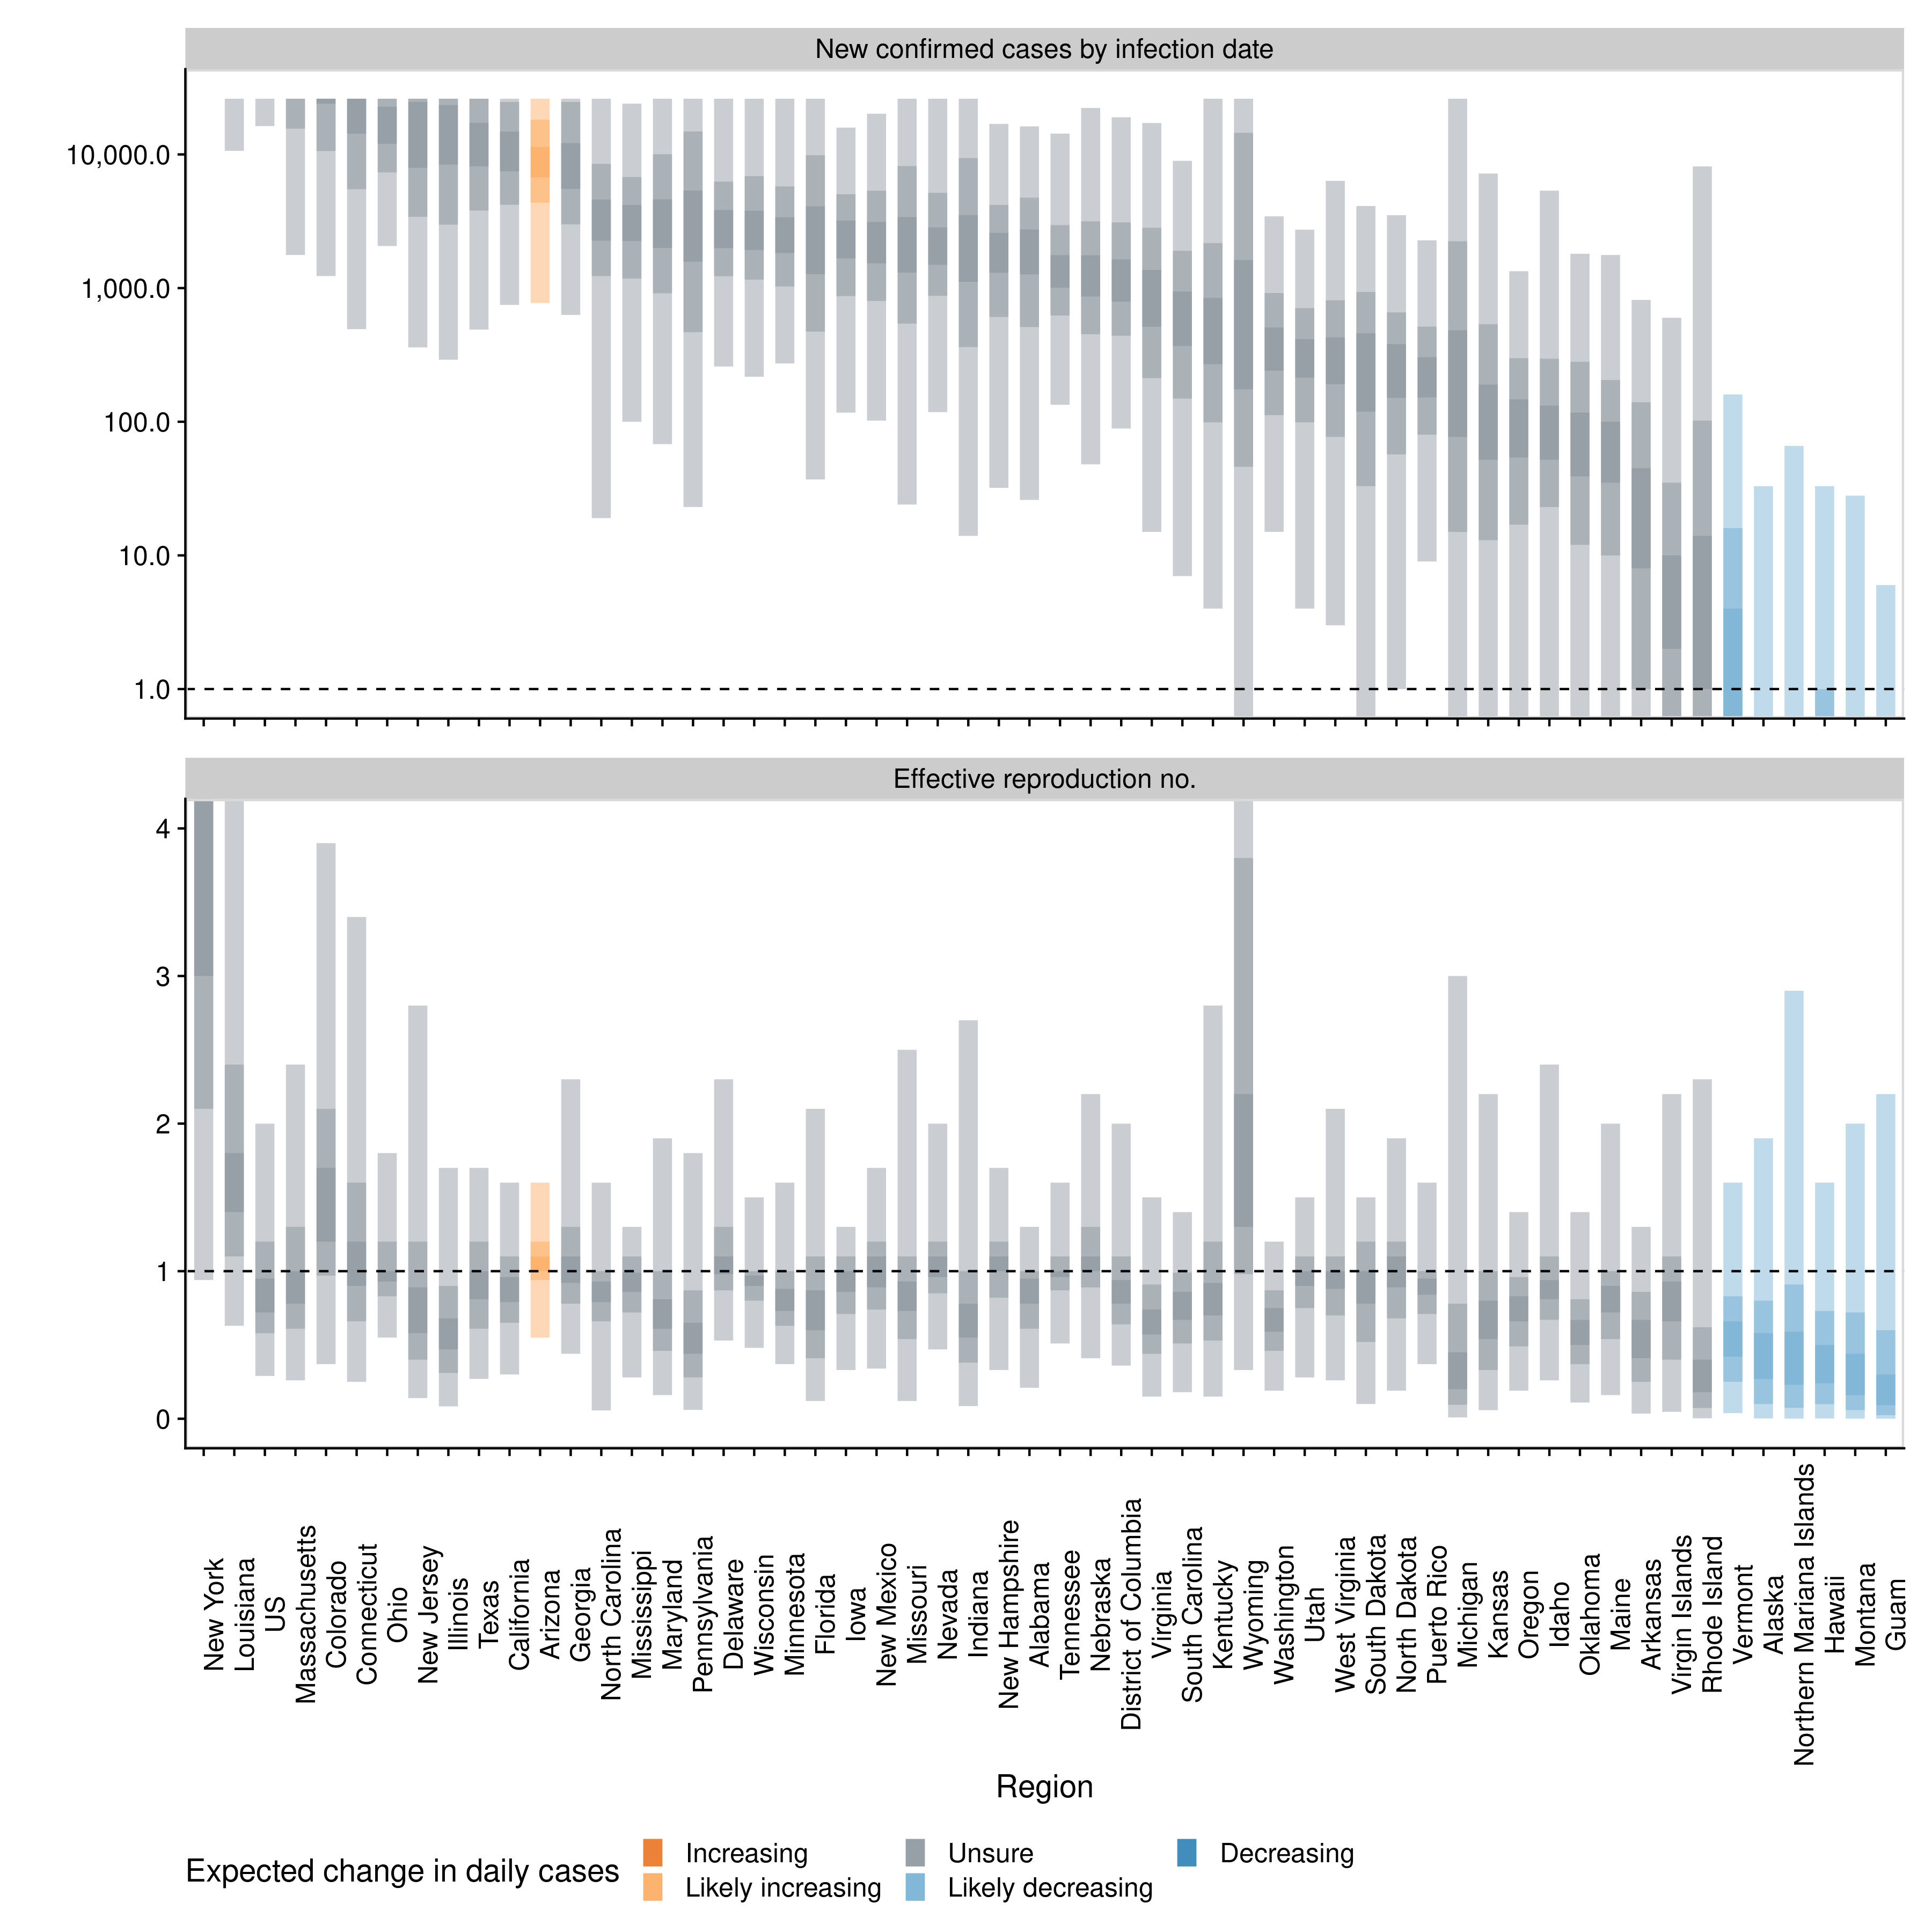 New confirmed cases by infection date
10,000.0
1,000.0
100.0
10.0
1.0
Effective reproduction no.
4
3
2
1
0
New York
Louisiana
US
Massachusetts
Colorado
Connecticut
Ohio
New Jersey
Illinois
Texas
California
Arizona
Georgia
North Carolina
Mississippi
Maryland
Pennsylvania
Delaware
Wisconsin
Minnesota
Florida
Iowa
New Mexico
Missouri
Nevada
Indiana
New Hampshire
Alabama
Tennessee
Nebraska
District of Columbia
Virginia
South Carolina
Kentucky
Wyoming
Washington
Utah
West Virginia
South Dakota
North Dakota
Puerto Rico
Michigan
Kansas
Oregon
Idaho
Oklahoma
Maine
Arkansas
Virgin Islands
Rhode Island
Vermont
Alaska
Northern Mariana Islands
Hawaii
Montana
Guam
Region
Expected change in daily cases
Increasing
Likely increasing
Unsure
Likely decreasing
Decreasing